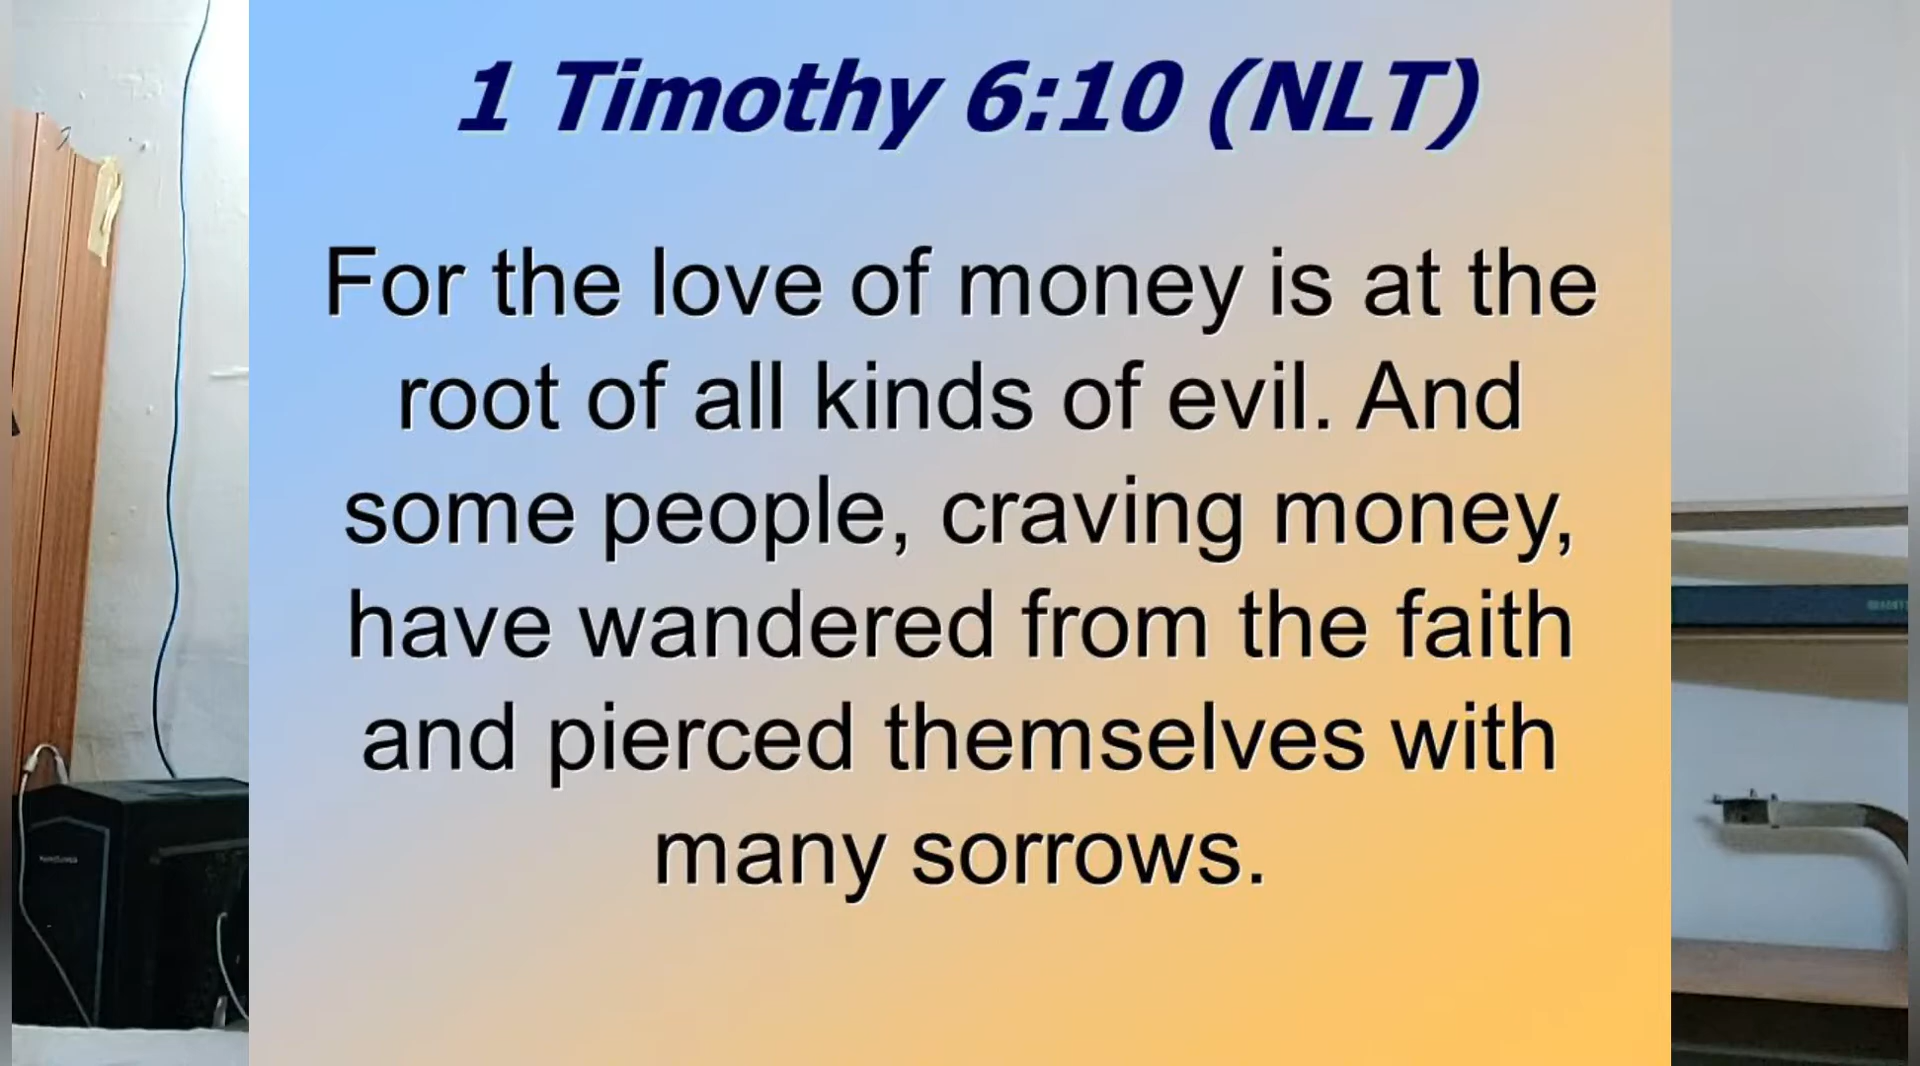 1 Timothy 6:10 (NLT)
For the love of money is at the
root of all kinds of evil. And
some people, craving money,
have wandered from the faith
and pierced themselves with
many sorrows.